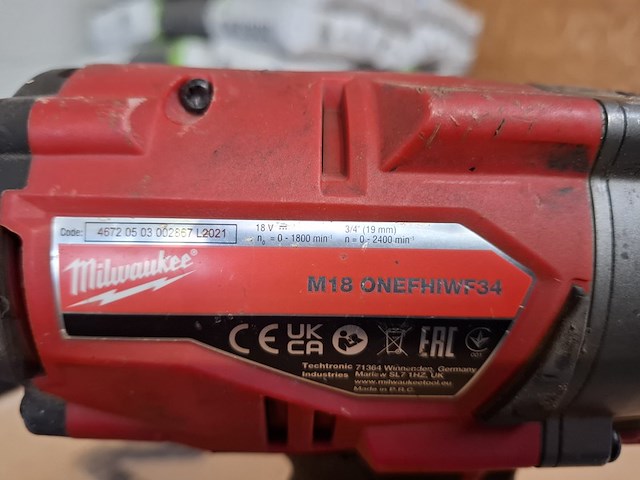 Code: 4672 05 03 002867 L2021
18 V ⎓ 3/4' (19 mm)
n₀ = 0 - 1800 min⁻¹ n = 0 - 2400 min⁻¹
Milwaukee®
M18 ONEFHIWF34
CE UK CA EAC 001
Techtronic 71364 Winnenden, Germany
Industries Marlow SL7 1HZ, UK
www.milwaukeetool.eu
Made in P.R.C.